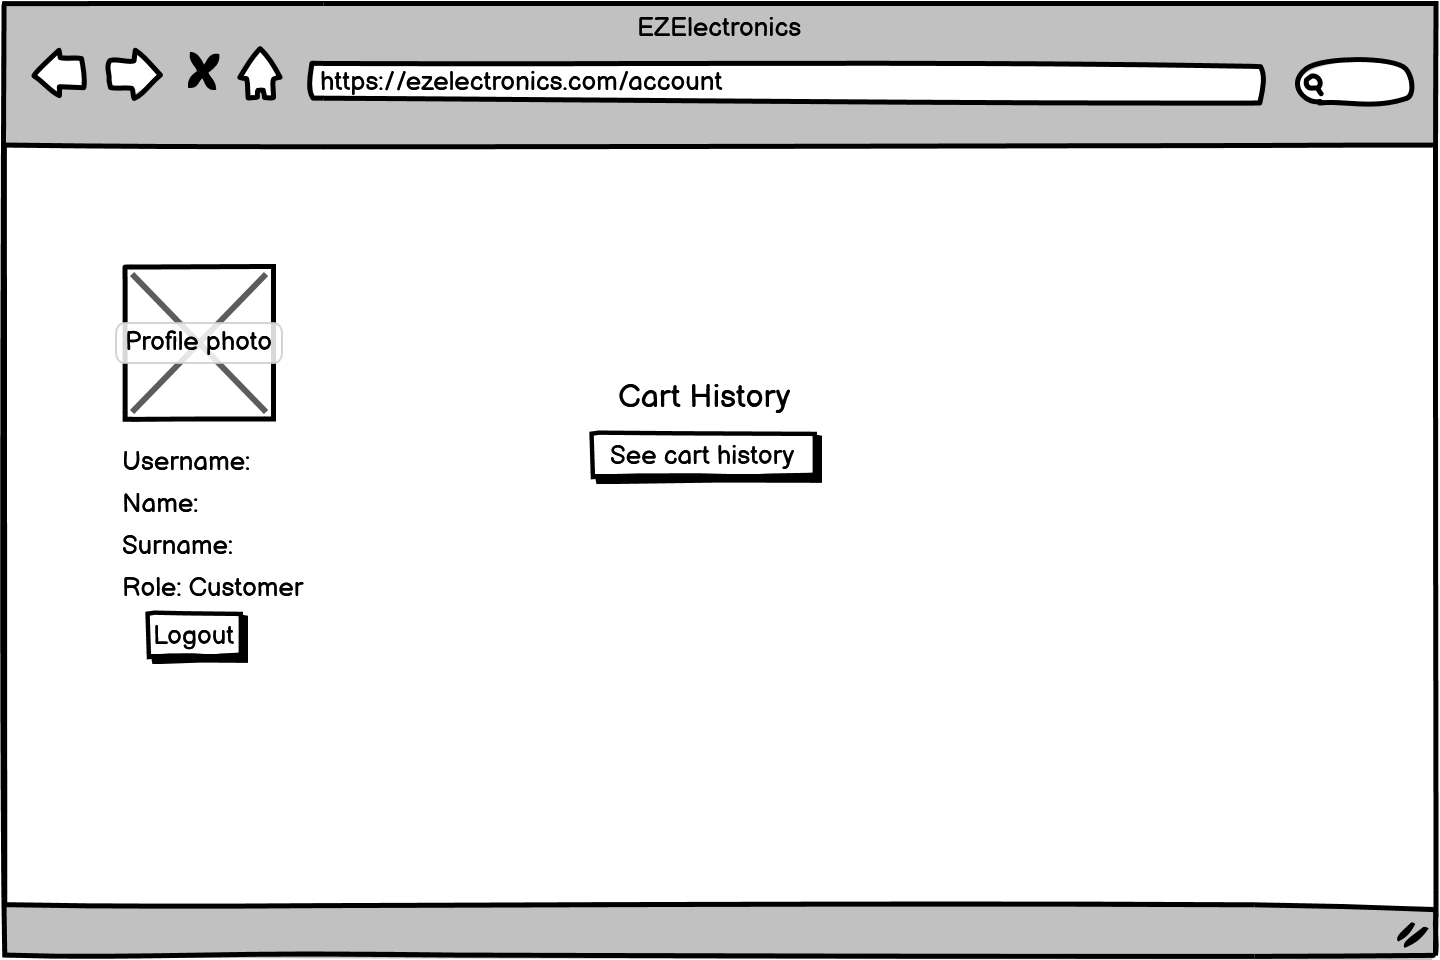 EZElectronics
https://ezelectronics.com/account
Profile photo
Username:
Name:
Surname:
Role: Customer
Logout
Cart History
See cart history